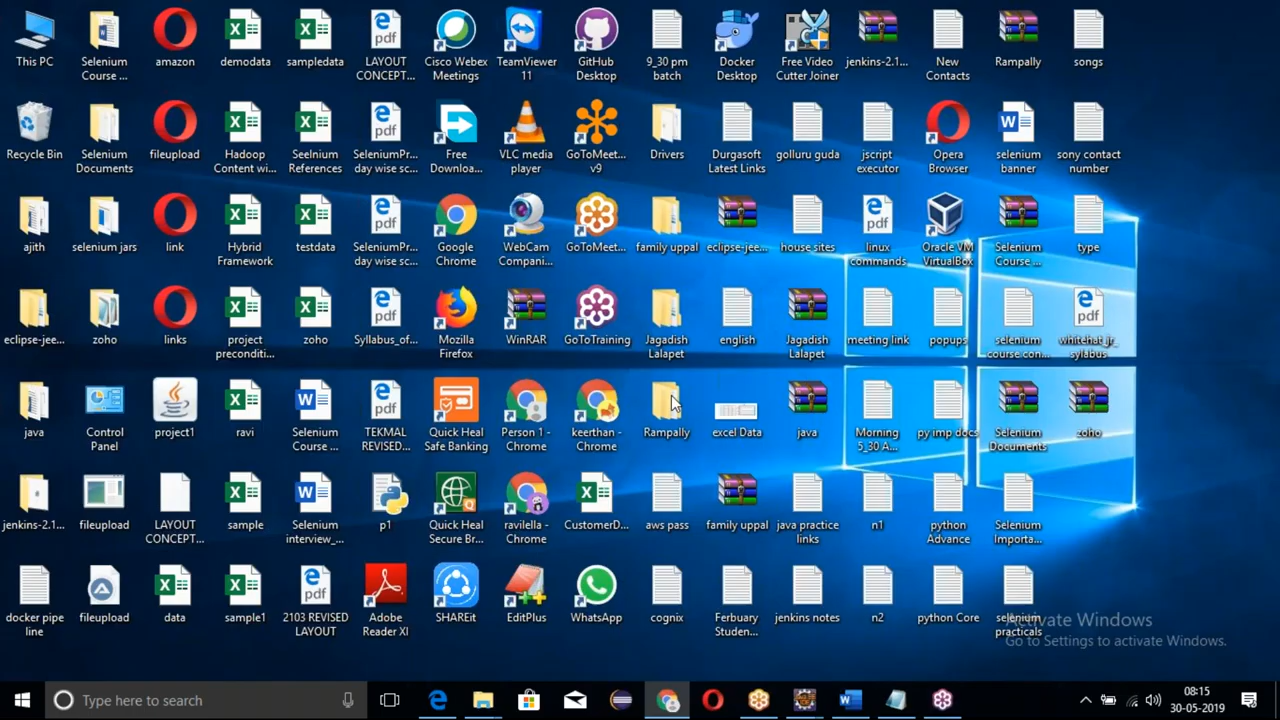 This PC
Selenium
Course ...
amazon
demodata
sampledata
pdf
LAYOUT
CONCEPT...
Cisco Webex
Meetings
TeamViewer
11
GitHub
Desktop
9_30 pm
batch
Docker
Desktop
Free Video
Cutter Joiner
jenkins-2.1...
New
Contacts
Rampally
songs
Recycle Bin
Selenium
Documents
fileupload
Hadoop
Content wi...
Seelnium
References
pdf
SeleniumPr...
day wise sc...
Free
Downloa...
VLC media
player
GoToMeet...
v9
Drivers
Durgasoft
Latest Links
golluru guda
jscript
executor
Opera
Browser
selenium
banner
sony contact
number
ajith
selenium jars
link
Hybrid
Framework
testdata
pdf
SeleniumPr...
day wise sc...
Google
Chrome
WebCam
Compani...
GoToMeet...
family uppal
eclipse-jee...
house sites
pdf
linux
commands
Oracle VM
VirtualBox
Selenium
Course ...
type
eclipse-jee...
zoho
links
project
preconditi...
zoho
pdf
Syllabus_of...
Mozilla
Firefox
WinRAR
GoToTraining
Jagadish
Lalapet
english
Jagadish
Lalapet
meeting link
popups
selenium
course con...
pdf
whitehat_jr_
sylabus
java
Control
Panel
project1
ravi
Selenium
Course ...
pdf
TEKMAL
REVISED...
Quick Heal
Safe Banking
Person 1 -
Chrome
keerthan -
Chrome
Rampally
excel Data
java
Morning
5_30 A...
py imp docs
Selenium
Documents
zoho
jenkins-2.1...
fileupload
LAYOUT
CONCEPT...
sample
Selenium
interview_...
p1
Quick Heal
Secure Br...
ravilella -
Chrome
CustomerD...
aws pass
family uppal
java practice
links
n1
python
Advance
Selenium
Importa...
docker pipe
line
fileupload
data
sample1
pdf
2103 REVISED
LAYOUT
Adobe
Reader XI
SHAREit
EditPlus
WhatsApp
cognix
Ferbuary
Studen...
jenkins notes
n2
python Core
selenium
practicals
Activate Windows
Go to Settings to activate Windows.
Type here to search
08:15
30-05-2019